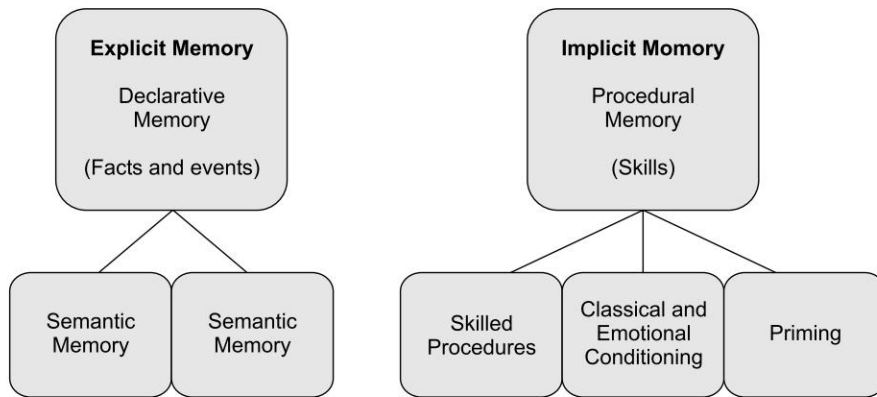 Explicit Memory
Declarative
Memory
(Facts and events)
Implicit Momory
Procedural
Memory
(Skills)
Semantic
Memory
Semantic
Memory
Skilled
Procedures
Classical and
Emotional
Conditioning
Priming